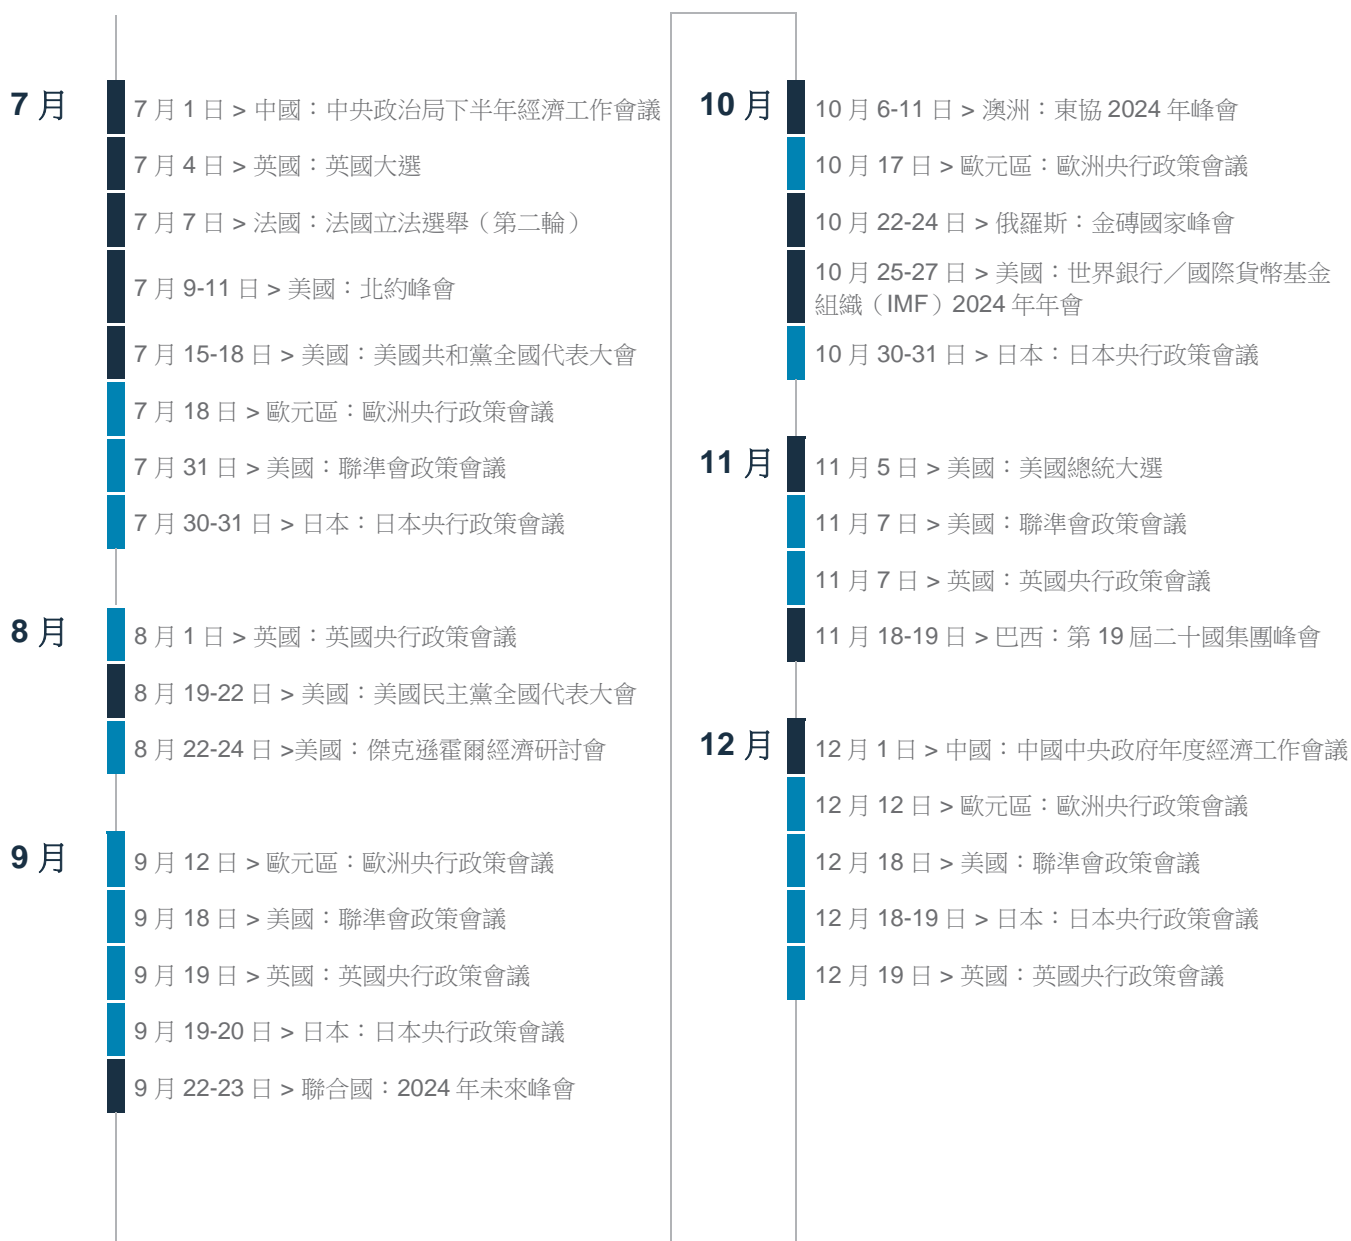 7 月
7 月 1 日 > 中國：中央政治局下半年經濟工作會議
7 月 4 日 > 英國：英國大選
7 月 7 日 > 法國：法國立法選舉（第二輪）
7 月 9-11 日 > 美國：北約峰會
7 月 15-18 日 > 美國：美國共和黨全國代表大會
7 月 18 日 > 歐元區：歐洲央行政策會議
7 月 31 日 > 美國：聯準會政策會議
7 月 30-31 日 > 日本：日本央行政策會議
8 月
8 月 1 日 > 英國：英國央行政策會議
8 月 19-22 日 > 美國：美國民主黨全國代表大會
8 月 22-24 日 >美國：傑克遜霍爾經濟研討會
9 月
9 月 12 日 > 歐元區：歐洲央行政策會議
9 月 18 日 > 美國：聯準會政策會議
9 月 19 日 > 英國：英國央行政策會議
9 月 19-20 日 > 日本：日本央行政策會議
9 月 22-23 日 > 聯合國：2024 年未來峰會
10 月
10 月 6-11 日 > 澳洲：東協 2024 年峰會
10 月 17 日 > 歐元區：歐洲央行政策會議
10 月 22-24 日 > 俄羅斯：金磚國家峰會
10 月 25-27 日 > 美國：世界銀行／國際貨幣基金
組織（IMF）2024 年年會
10 月 30-31 日 > 日本：日本央行政策會議
11 月
11 月 5 日 > 美國：美國總統大選
11 月 7 日 > 美國：聯準會政策會議
11 月 7 日 > 英國：英國央行政策會議
11 月 18-19 日 > 巴西：第 19 屆二十國集團峰會
12 月
12 月 1 日 > 中國：中國中央政府年度經濟工作會議
12 月 12 日 > 歐元區：歐洲央行政策會議
12 月 18 日 > 美國：聯準會政策會議
12 月 18-19 日 > 日本：日本央行政策會議
12 月 19 日 > 英國：英國央行政策會議